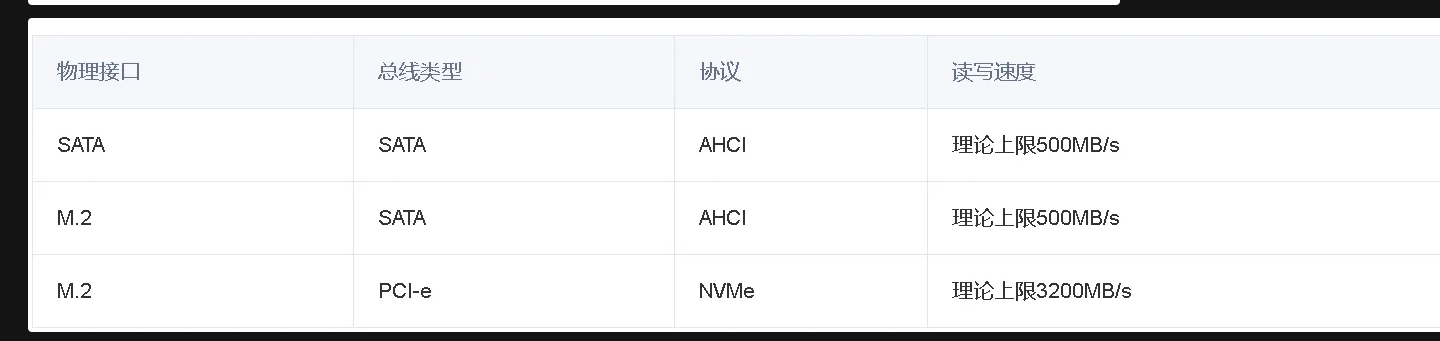 物理接口 总线类型 协议 读写速度
SATA SATA AHCI 理论上限500MB/s
M.2 SATA AHCI 理论上限500MB/s
M.2 PCI-e NVMe 理论上限3200MB/s